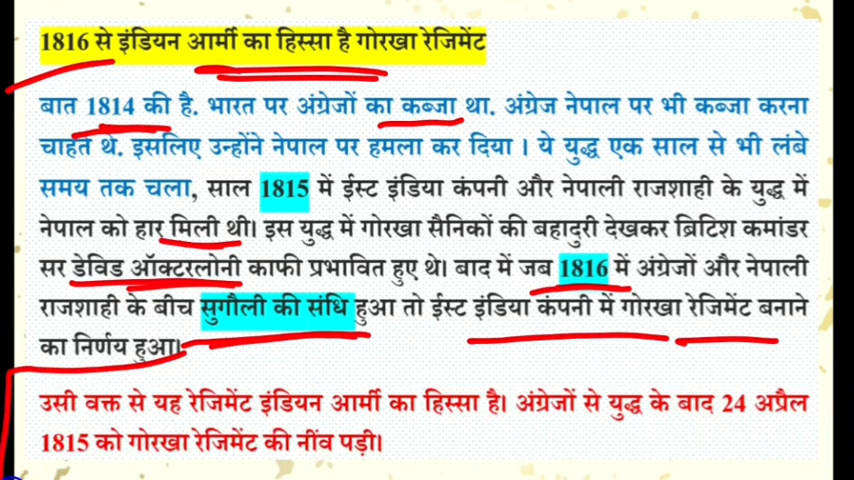 1816 से इंडियन आर्मी का हिस्सा है गोरखा रेजिमेंट
बात 1814 की है. भारत पर अंग्रेजों का कब्जा था. अंग्रेज नेपाल पर भी कब्जा करना
चाहते थे. इसलिए उन्होंने नेपाल पर हमला कर दिया। ये युद्ध एक साल से भी लंबे
समय तक चला, साल 1815 में ईस्ट इंडिया कंपनी और नेपाली राजशाही के युद्ध में
नेपाल को हार मिली थी। इस युद्ध में गोरखा सैनिकों की बहादुरी देखकर ब्रिटिश कमांडर
सर डेविड ऑक्टरलोनी काफी प्रभावित हुए थे। बाद में जब 1816 में अंग्रेजों और नेपाली
राजशाही के बीच सुगौली की संधि हुआ तो ईस्ट इंडिया कंपनी में गोरखा रेजिमेंट बनाने
का निर्णय हुआ।
उसी वक्त से यह रेजिमेंट इंडियन आर्मी का हिस्सा है। अंग्रेजों से युद्ध के बाद 24 अप्रैल
1815 को गोरखा रेजिमेंट की नींव पड़ी।